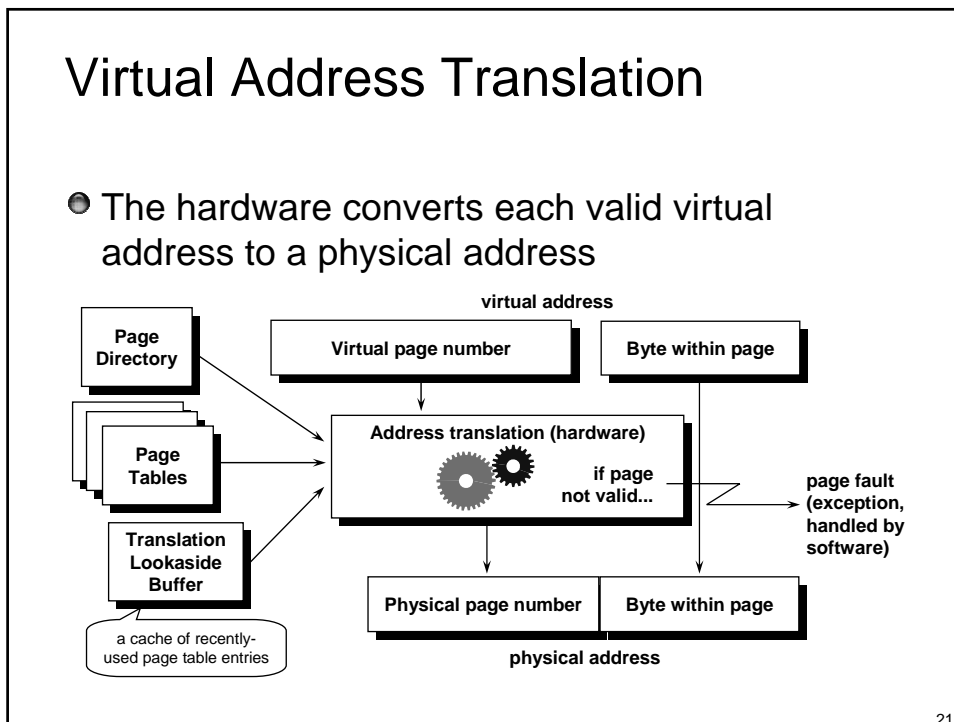 Virtual Address Translation
The hardware converts each valid virtual
address to a physical address
virtual address
Page
Directory
Virtual page number
Byte within page
Page
Tables
Address translation (hardware)
if page
not valid...
page fault
(exception,
handled by
software)
Translation
Lookaside
Buffer
a cache of recently-
used page table entries
Physical page number
Byte within page
physical address
21